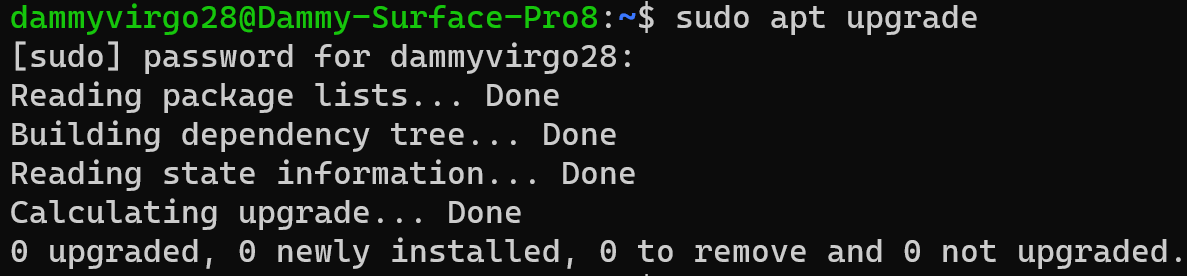 dammyvirgo28@Dammy-Surface-Pro8:~$ sudo apt upgrade
[sudo] password for dammyvirgo28:
Reading package lists... Done
Building dependency tree... Done
Reading state information... Done
Calculating upgrade... Done
0 upgraded, 0 newly installed, 0 to remove and 0 not upgraded.